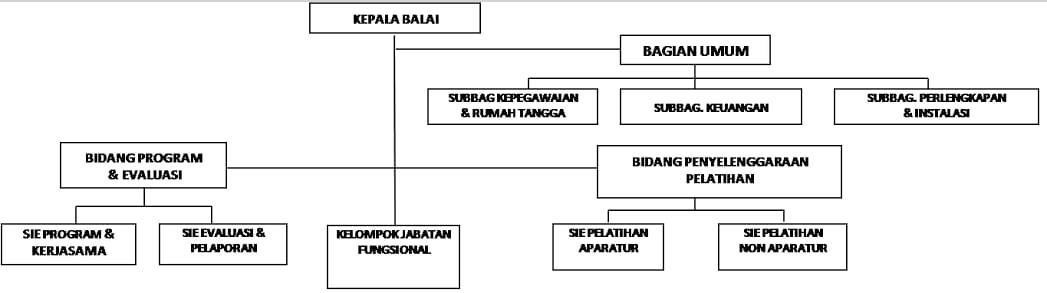 KEPALA BALAI
BAGIAN UMUM
SUBBAG KEPEGAWAIAN
& RUMAH TANGGA
SUBBAG. KEUANGAN
SUBBAG. PERLENGKAPAN
& INSTALASI
BIDANG PROGRAM
& EVALUASI
BIDANG PENYELENGGARAAN
PELATIHAN
SIE PROGRAM &
KERJASAMA
SIE EVALUASI &
PELAPORAN
KELOMPOK JABATAN
FUNGSIONAL
SIE PELATIHAN
APARATUR
SIE PELATIHAN
NON APARATUR